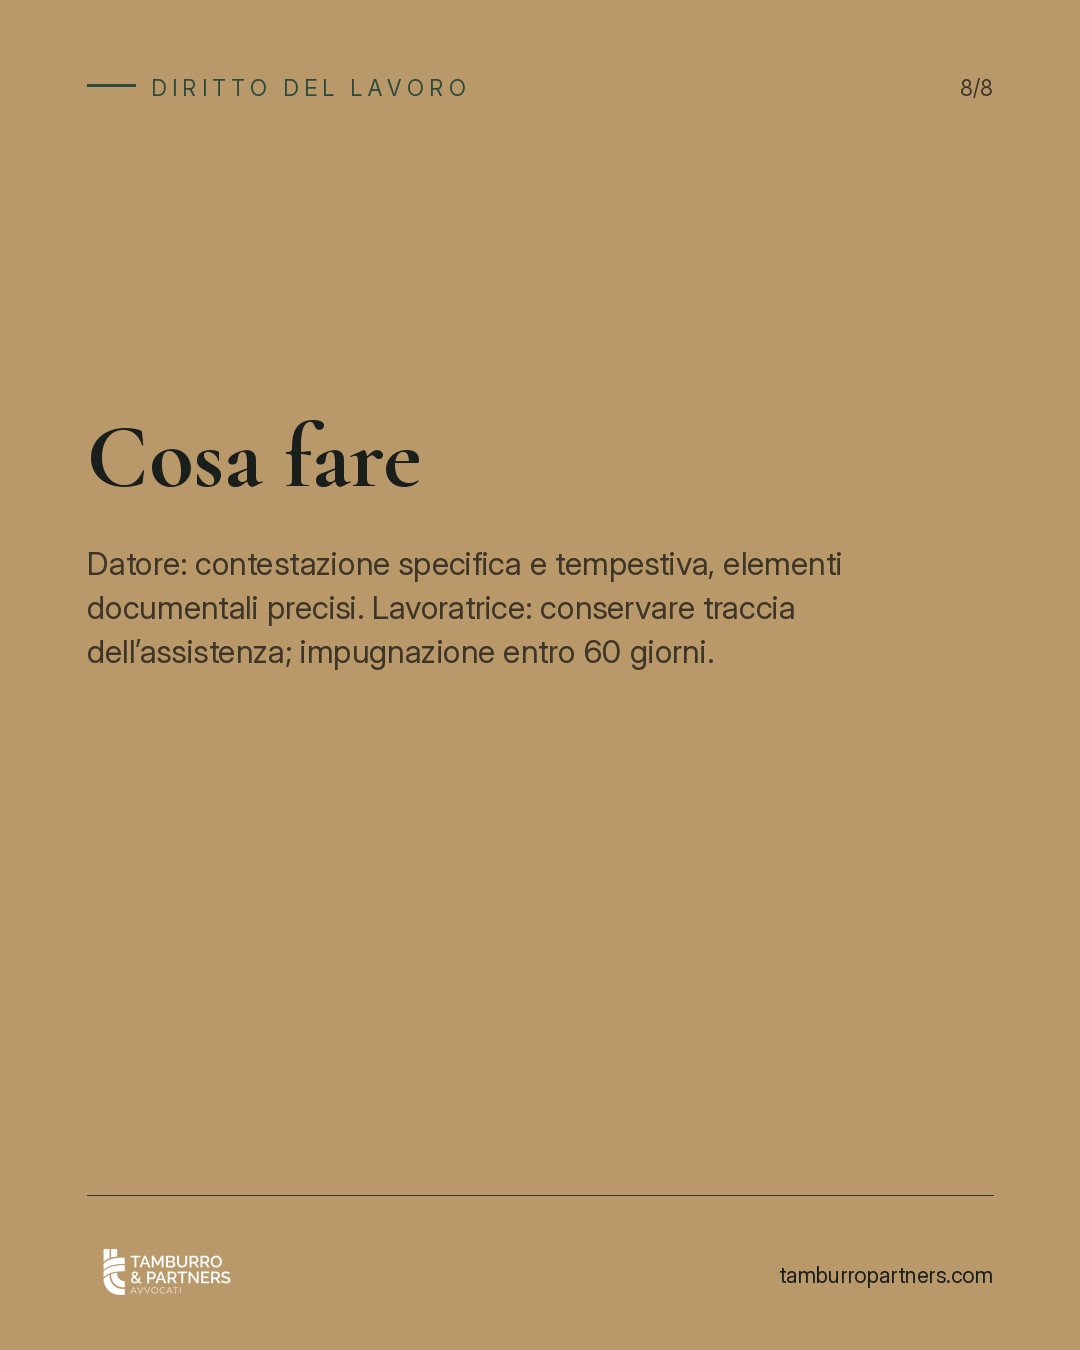 DIRITTO DEL LAVORO
8/8
Cosa fare
Datore: contestazione specifica e tempestiva, elementi
documentali precisi. Lavoratrice: conservare traccia
dell’assistenza; impugnazione entro 60 giorni.
TAMBURRO
& PARTNERS
AVVOCATI
tamburropartners.com